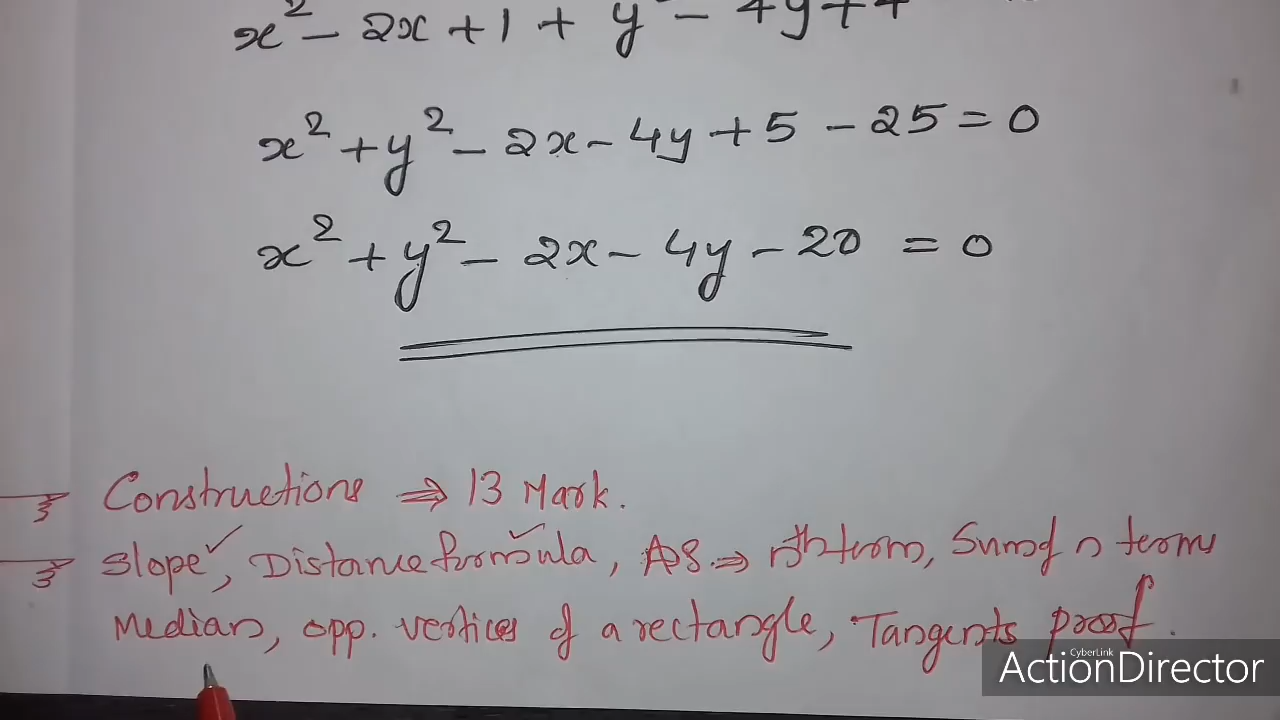 x² - 2x + 1 + y² - 4y + 4
x² + y² - 2x - 4y + 5 - 25 = 0
x² + y² - 2x - 4y - 20 = 0
Constructions ⇒ 13 Mark.
Slope ✓, Distance formula ✓, AS ⇒ nth term, Sum of n terms
Median, opp. vertices of a rectangle, Tangents proof.
CyberLink
ActionDirector